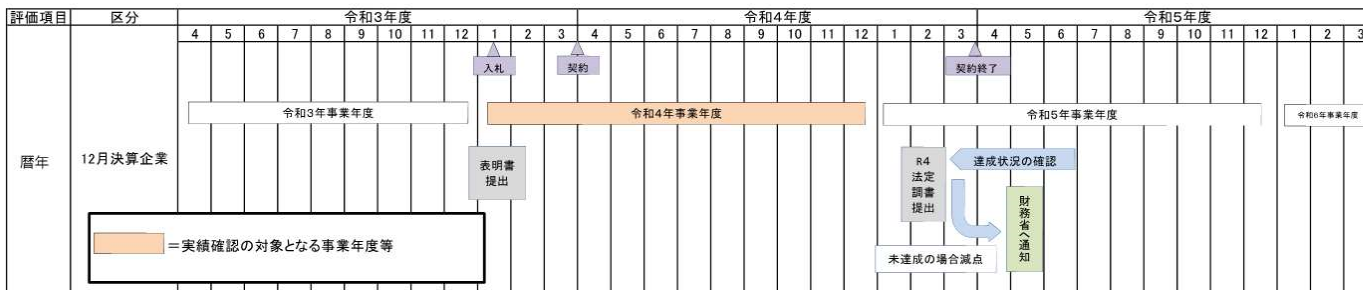 評価項目 区分 令和3年度 令和4年度 令和5年度
4 5 6 7 8 9 10 11 12 1 2 3 4 5 6 7 8 9 10 11 12 1 2 3 4 5 6 7 8 9 10 11 12 1 2 3
入札 契約 契約終了
令和3年事業年度 令和4年事業年度 令和5年事業年度 令和6年事業年度
暦年 12月決算企業
表明書
提出
R4
法定
調書
提出
達成状況の確認
財務省へ通知
未達成の場合減点
=実績確認の対象となる事業年度等